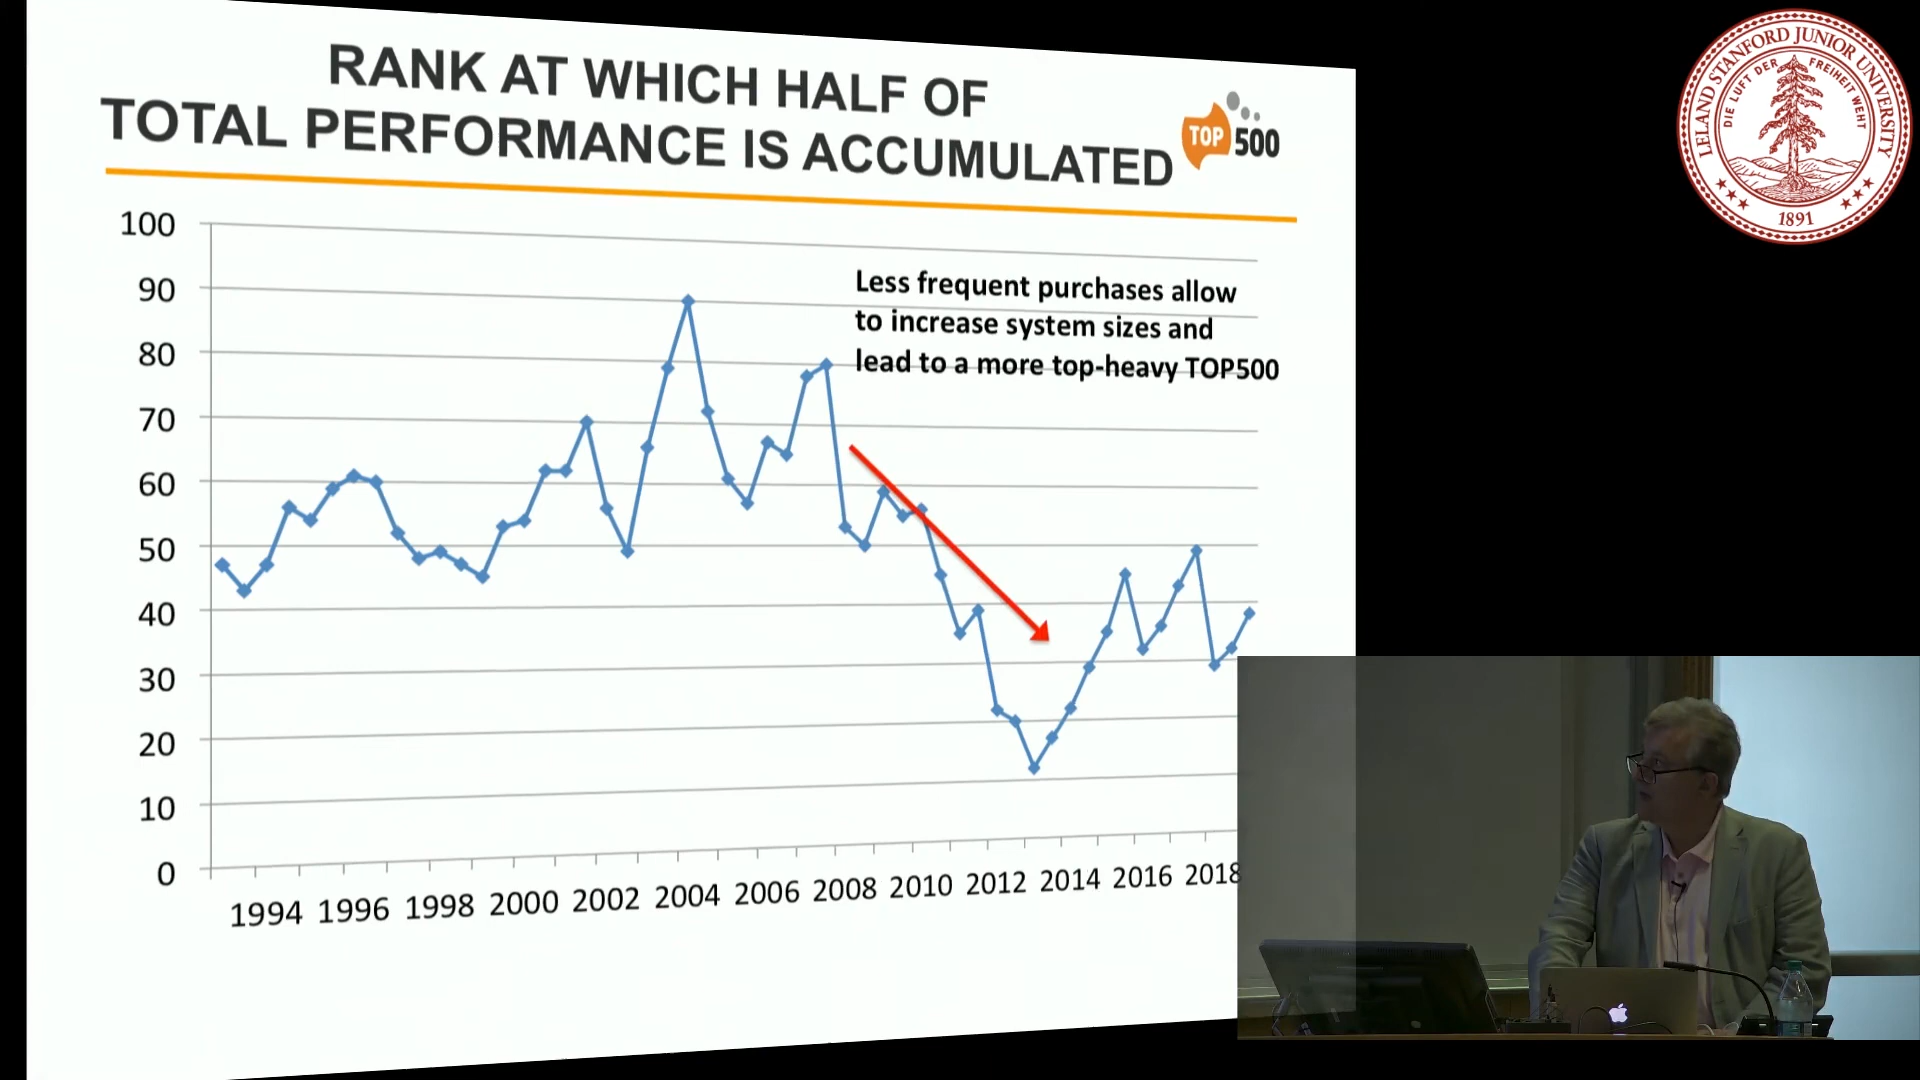 RANK AT WHICH HALF OF
TOTAL PERFORMANCE IS ACCUMULATED
TOP 500
100
90
80
70
60
50
40
30
20
10
0
Less frequent purchases allow
to increase system sizes and
lead to a more top-heavy TOP500
1994 1996 1998 2000 2002 2004 2006 2008 2010 2012 2014 2016 2018
LELAND STANFORD JUNIOR UNIVERSITY
DIE LUFT DER FREIHEIT WEHT
1891